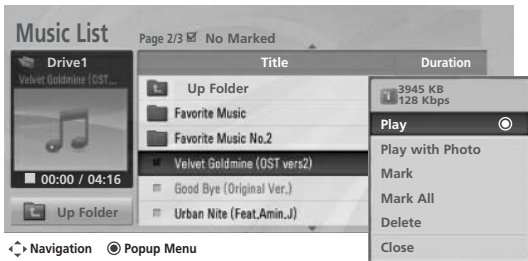 Music List
Page 2/3 No Marked
Drive1
Velvet Goldmine (OST...
00:00 / 04:16
Up Folder
Title
Duration
Up Folder
Favorite Music
Favorite Music No.2
Velvet Goldmine (OST vers2)
Good Bye (Original Ver.)
Urban Nite (Feat.Amin.J)
3945 KB
128 Kbps
Play
Play with Photo
Mark
Mark All
Delete
Close
Navigation
Popup Menu